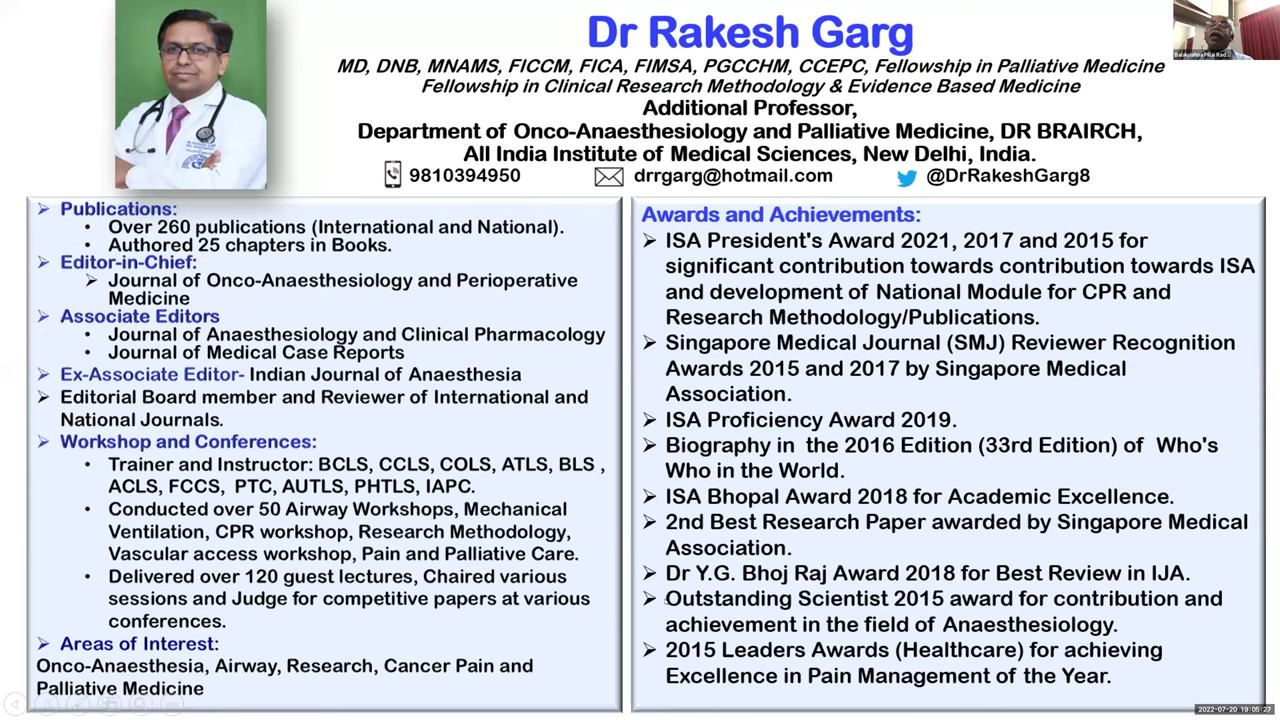 Dr Rakesh Garg
MD, DNB, MNAMS, FICCM, FICA, FIMSA, PGCCHM, CCEPC, Fellowship in Palliative Medicine
Fellowship in Clinical Research Methodology & Evidence Based Medicine
Additional Professor,
Department of Onco-Anaesthesiology and Palliative Medicine, DR BRAIRCH,
All India Institute of Medical Sciences, New Delhi, India.
9810394950 drrgarg@hotmail.com @DrRakeshGarg8
Balakrishna Pillai Rad...
Publications:
Over 260 publications (International and National).
Authored 25 chapters in Books.
Editor-in-Chief:
Journal of Onco-Anaesthesiology and Perioperative
Medicine
Associate Editors
Journal of Anaesthesiology and Clinical Pharmacology
Journal of Medical Case Reports
Ex-Associate Editor- Indian Journal of Anaesthesia
Editorial Board member and Reviewer of International and
National Journals.
Workshop and Conferences:
Trainer and Instructor: BCLS, CCLS, COLS, ATLS, BLS ,
ACLS, FCCS, PTC, AUTLS, PHTLS, IAPC.
Conducted over 50 Airway Workshops, Mechanical
Ventilation, CPR workshop, Research Methodology,
Vascular access workshop, Pain and Palliative Care.
Delivered over 120 guest lectures, Chaired various
sessions and Judge for competitive papers at various
conferences.
Areas of Interest:
Onco-Anaesthesia, Airway, Research, Cancer Pain and
Palliative Medicine
Awards and Achievements:
ISA President's Award 2021, 2017 and 2015 for
significant contribution towards contribution towards ISA
and development of National Module for CPR and
Research Methodology/Publications.
Singapore Medical Journal (SMJ) Reviewer Recognition
Awards 2015 and 2017 by Singapore Medical
Association.
ISA Proficiency Award 2019.
Biography in the 2016 Edition (33rd Edition) of Who's
Who in the World.
ISA Bhopal Award 2018 for Academic Excellence.
2nd Best Research Paper awarded by Singapore Medical
Association.
Dr Y.G. Bhoj Raj Award 2018 for Best Review in IJA.
Outstanding Scientist 2015 award for contribution and
achievement in the field of Anaesthesiology.
2015 Leaders Awards (Healthcare) for achieving
Excellence in Pain Management of the Year.
2022-07-20 19:05:27